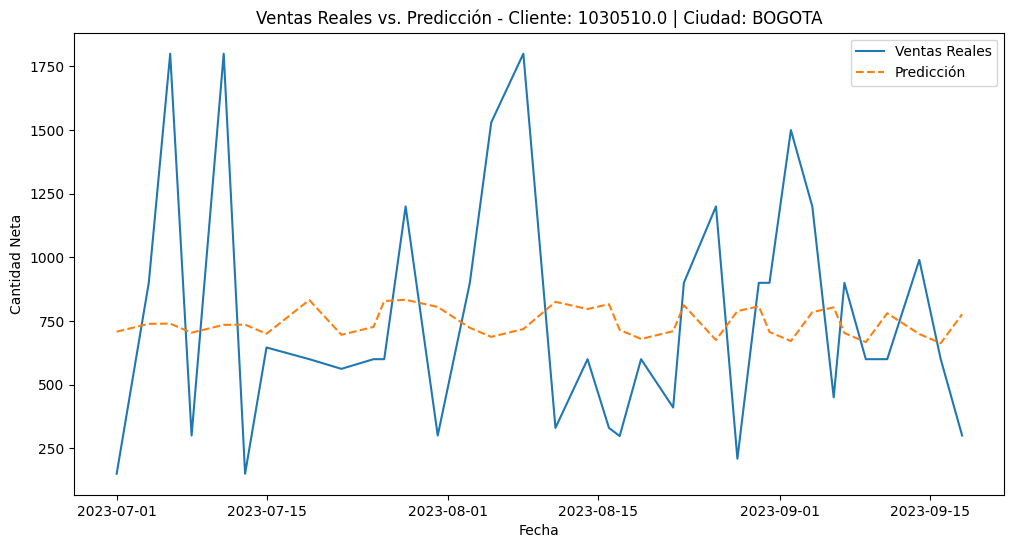 Ventas Reales vs. Predicción - Cliente: 1030510.0 | Ciudad: BOGOTA
Ventas Reales
Predicción
Cantidad Neta
1750
1500
1250
1000
750
500
250
2023-07-01
2023-07-15
2023-08-01
2023-08-15
2023-09-01
2023-09-15
Fecha